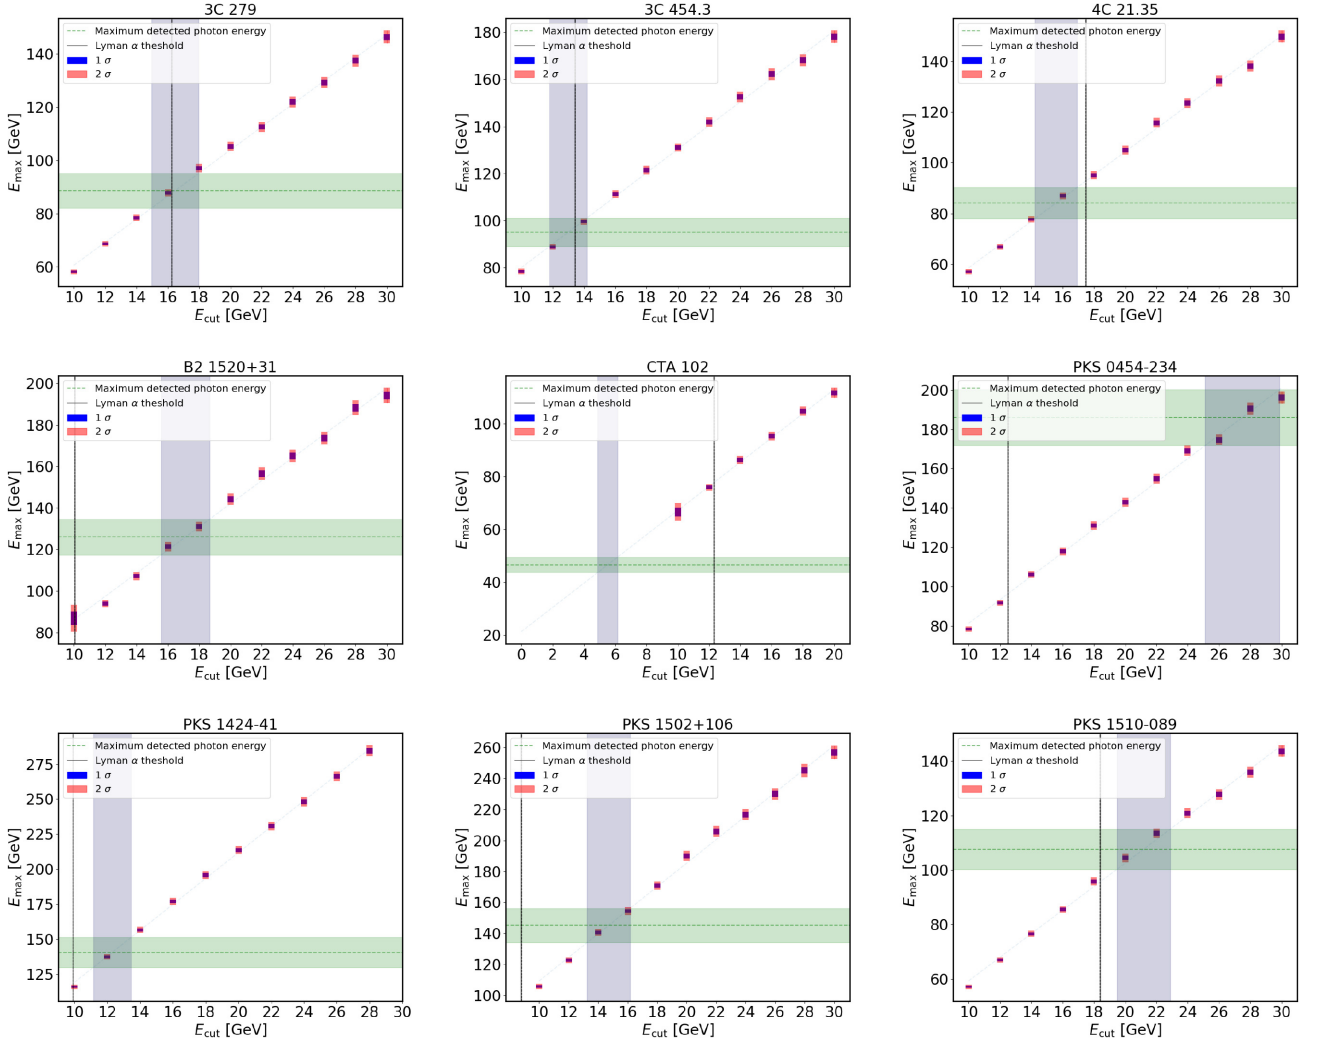 3C 279
Maximum detected photon energy
Lyman α theshold
1 σ
2 σ
140
120
100
80
60
E_max [GeV]
10 12 14 16 18 20 22 24 26 28 30
E_cut [GeV]
3C 454.3
Maximum detected photon energy
Lyman α theshold
1 σ
2 σ
180
160
140
120
100
80
E_max [GeV]
10 12 14 16 18 20 22 24 26 28 30
E_cut [GeV]
4C 21.35
Maximum detected photon energy
Lyman α theshold
1 σ
2 σ
140
120
100
80
60
E_max [GeV]
10 12 14 16 18 20 22 24 26 28 30
E_cut [GeV]
B2 1520+31
Maximum detected photon energy
Lyman α theshold
1 σ
2 σ
200
180
160
140
120
100
80
E_max [GeV]
10 12 14 16 18 20 22 24 26 28 30
E_cut [GeV]
CTA 102
Maximum detected photon energy
Lyman α theshold
1 σ
2 σ
100
80
60
40
20
E_max [GeV]
0 2 4 6 8 10 12 14 16 18 20
E_cut [GeV]
PKS 0454-234
Maximum detected photon energy
Lyman α theshold
1 σ
2 σ
200
180
160
140
120
100
80
E_max [GeV]
10 12 14 16 18 20 22 24 26 28 30
E_cut [GeV]
PKS 1424-41
Maximum detected photon energy
Lyman α theshold
1 σ
2 σ
275
250
225
200
175
150
125
E_max [GeV]
10 12 14 16 18 20 22 24 26 28 30
E_cut [GeV]
PKS 1502+106
Maximum detected photon energy
Lyman α theshold
1 σ
2 σ
260
240
220
200
180
160
140
120
100
E_max [GeV]
10 12 14 16 18 20 22 24 26 28 30
E_cut [GeV]
PKS 1510-089
Maximum detected photon energy
Lyman α theshold
1 σ
2 σ
140
120
100
80
60
E_max [GeV]
10 12 14 16 18 20 22 24 26 28 30
E_cut [GeV]